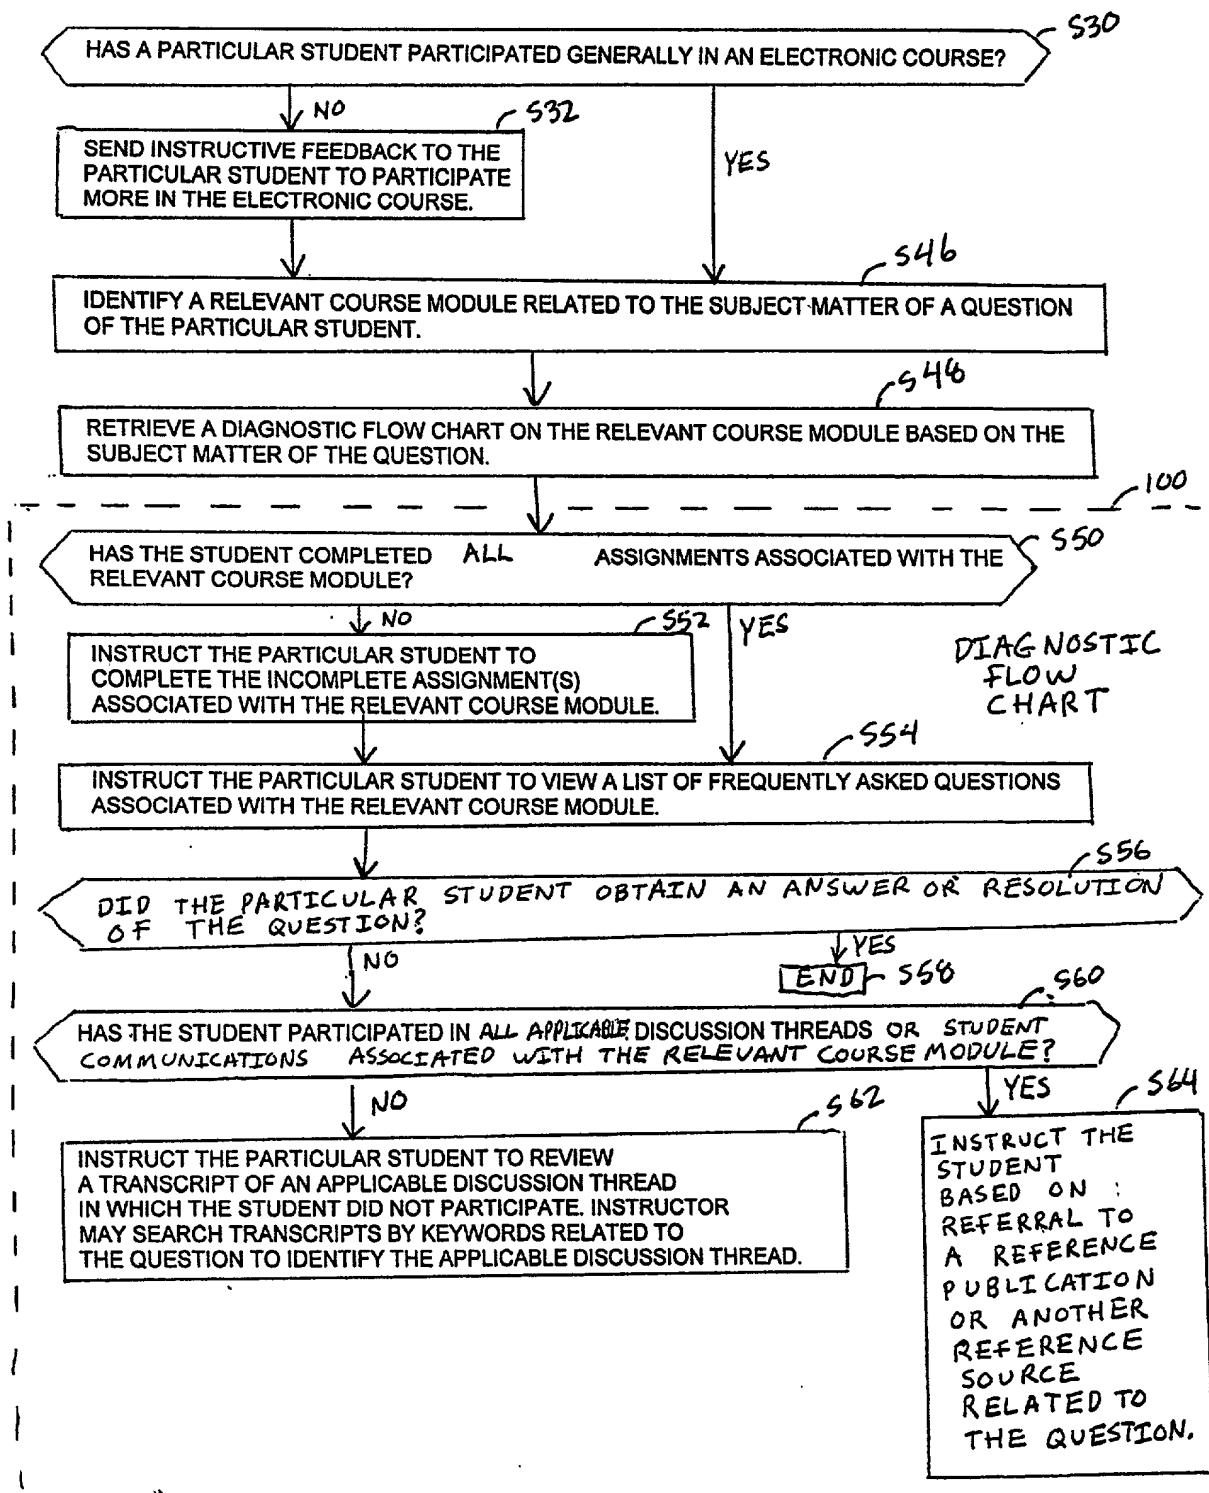 S30
HAS A PARTICULAR STUDENT PARTICIPATED GENERALLY IN AN ELECTRONIC COURSE?
NO
S32
YES
SEND INSTRUCTIVE FEEDBACK TO THE
PARTICULAR STUDENT TO PARTICIPATE
MORE IN THE ELECTRONIC COURSE.
S46
IDENTIFY A RELEVANT COURSE MODULE RELATED TO THE SUBJECT MATTER OF A QUESTION
OF THE PARTICULAR STUDENT.
S48
RETRIEVE A DIAGNOSTIC FLOW CHART ON THE RELEVANT COURSE MODULE BASED ON THE
SUBJECT MATTER OF THE QUESTION.
100
S50
HAS THE STUDENT COMPLETED ALL ASSIGNMENTS ASSOCIATED WITH THE
RELEVANT COURSE MODULE?
NO
S52
YES
INSTRUCT THE PARTICULAR STUDENT TO
COMPLETE THE INCOMPLETE ASSIGNMENT(S)
ASSOCIATED WITH THE RELEVANT COURSE MODULE.
DIAGNOSTIC
FLOW
CHART
S54
INSTRUCT THE PARTICULAR STUDENT TO VIEW A LIST OF FREQUENTLY ASKED QUESTIONS
ASSOCIATED WITH THE RELEVANT COURSE MODULE.
S56
DID THE PARTICULAR STUDENT OBTAIN AN ANSWER OR RESOLUTION
OF THE QUESTION?
NO
YES
END
S58
S60
HAS THE STUDENT PARTICIPATED IN ALL APPLICABLE DISCUSSION THREADS OR STUDENT
COMMUNICATIONS ASSOCIATED WITH THE RELEVANT COURSE MODULE?
NO
S62
YES
S64
INSTRUCT THE PARTICULAR STUDENT TO REVIEW
A TRANSCRIPT OF AN APPLICABLE DISCUSSION THREAD
IN WHICH THE STUDENT DID NOT PARTICIPATE. INSTRUCTOR
MAY SEARCH TRANSCRIPTS BY KEYWORDS RELATED TO
THE QUESTION TO IDENTIFY THE APPLICABLE DISCUSSION THREAD.
INSTRUCT THE
STUDENT
BASED ON
REFERRAL TO
A REFERENCE
PUBLICATION
OR ANOTHER
REFERENCE
SOURCE
RELATED TO
THE QUESTION.